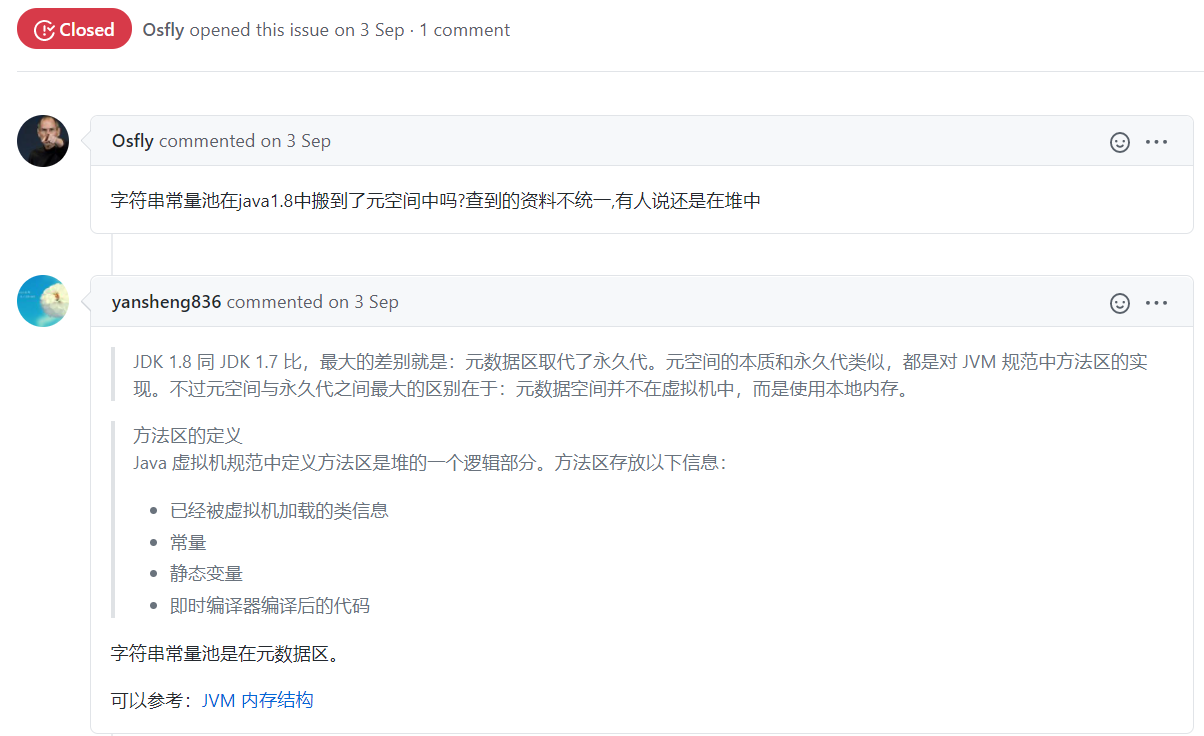 Closed Osfly opened this issue on 3 Sep · 1 comment
Osfly commented on 3 Sep
字符串常量池在java1.8中搬到了元空间中吗?查到的资料不统一,有人说还是在堆中
yansheng836 commented on 3 Sep
JDK 1.8 同 JDK 1.7 比，最大的差别就是：元数据区取代了永久代。元空间的本质和永久代类似，都是对 JVM 规范中方法区的实
现。不过元空间与永久代之间最大的区别在于：元数据空间并不在虚拟机中，而是使用本地内存。
方法区的定义
Java 虚拟机规范中定义方法区是堆的一个逻辑部分。方法区存放以下信息：
• 已经被虚拟机加载的类信息
• 常量
• 静态变量
• 即时编译器编译后的代码
字符串常量池是在元数据区。
可以参考：JVM 内存结构